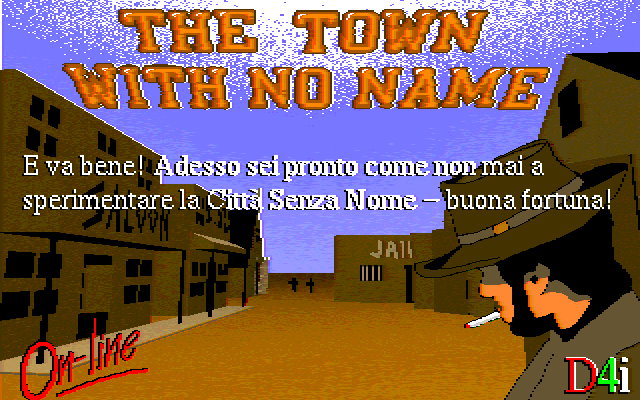 THE TOWN
WITH NO NAME
E va bene! Adesso sei pronto come non mai a
sperimentare la Città Senza Nome – buona fortuna!
SALOON
JAIL
On-line
D4i